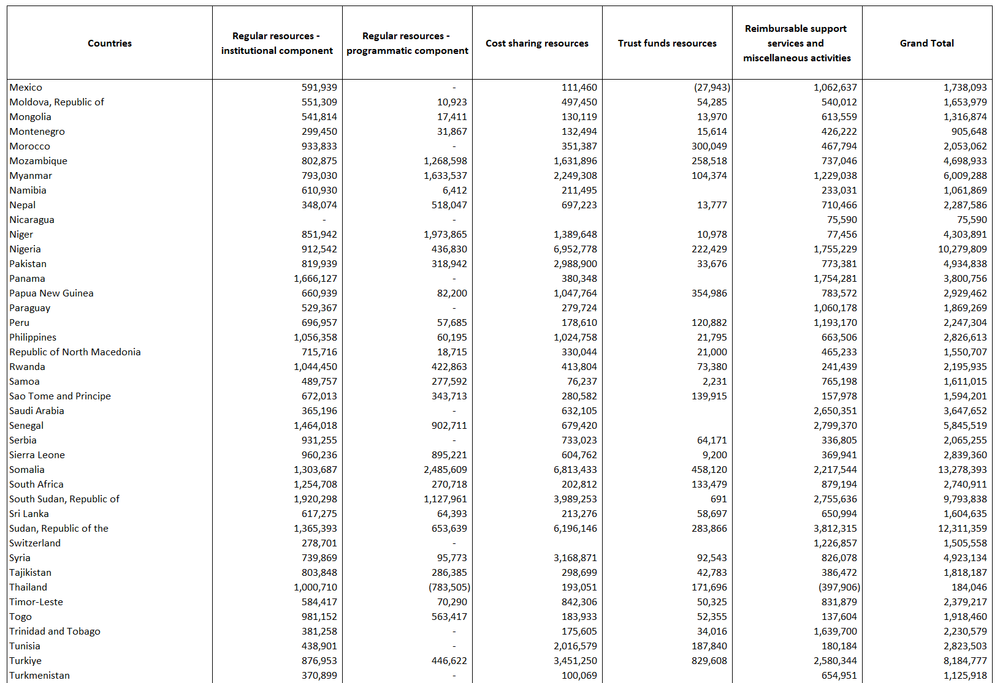 Countries Regular resources - institutional component Regular resources - programmatic component Cost sharing resources Trust funds resources Reimbursable support services and miscellaneous activities Grand Total
Mexico 591,939 - 111,460 (27,943) 1,062,637 1,738,093
Moldova, Republic of 551,309 10,923 497,450 54,285 540,012 1,653,979
Mongolia 541,814 17,411 130,119 13,970 613,559 1,316,874
Montenegro 299,450 31,867 132,494 15,614 426,222 905,648
Morocco 933,833 - 351,387 300,049 467,794 2,053,062
Mozambique 802,875 1,268,598 1,631,896 258,518 737,046 4,698,933
Myanmar 793,030 1,633,537 2,249,308 104,374 1,229,038 6,009,288
Namibia 610,930 6,412 211,495 233,031 1,061,869
Nepal 348,074 518,047 697,223 13,777 710,466 2,287,586
Nicaragua - - 75,590 75,590
Niger 851,942 1,973,865 1,389,648 10,978 77,456 4,303,891
Nigeria 912,542 436,830 6,952,778 222,429 1,755,229 10,279,809
Pakistan 819,939 318,942 2,988,900 33,676 773,381 4,934,838
Panama 1,666,127 - 380,348 1,754,281 3,800,756
Papua New Guinea 660,939 82,200 1,047,764 354,986 783,572 2,929,462
Paraguay 529,367 - 279,724 1,060,178 1,869,269
Peru 696,957 57,685 178,610 120,882 1,193,170 2,247,304
Philippines 1,056,358 60,195 1,024,758 21,795 663,506 2,826,613
Republic of North Macedonia 715,716 18,715 330,044 21,000 465,233 1,550,707
Rwanda 1,044,450 422,863 413,804 73,380 241,439 2,195,935
Samoa 489,757 277,592 76,237 2,231 765,198 1,611,015
Sao Tome and Principe 672,013 343,713 280,582 139,915 157,978 1,594,201
Saudi Arabia 365,196 - 632,105 2,650,351 3,647,652
Senegal 1,464,018 902,711 679,420 2,799,370 5,845,519
Serbia 931,255 - 733,023 64,171 336,805 2,065,255
Sierra Leone 960,236 895,221 604,762 9,200 369,941 2,839,360
Somalia 1,303,687 2,485,609 6,813,433 458,120 2,217,544 13,278,393
South Africa 1,254,708 270,718 202,812 133,479 879,194 2,740,911
South Sudan, Republic of 1,920,298 1,127,961 3,989,253 691 2,755,636 9,793,838
Sri Lanka 617,275 64,393 213,276 58,697 650,994 1,604,635
Sudan, Republic of the 1,365,393 653,639 6,196,146 283,866 3,812,315 12,311,359
Switzerland 278,701 - 1,226,857 1,505,558
Syria 739,869 95,773 3,168,871 92,543 826,078 4,923,134
Tajikistan 803,848 286,385 298,699 42,783 386,472 1,818,187
Thailand 1,000,710 (783,505) 193,051 171,696 (397,906) 184,046
Timor-Leste 584,417 70,290 842,306 50,325 831,879 2,379,217
Togo 981,152 563,417 183,933 52,355 137,604 1,918,460
Trinidad and Tobago 381,258 - 175,605 34,016 1,639,700 2,230,579
Tunisia 438,901 - 2,016,579 187,840 180,184 2,823,503
Turkiye 876,953 446,622 3,451,250 829,608 2,580,344 8,184,777
Turkmenistan 370,899 - 100,069 654,951 1,125,918